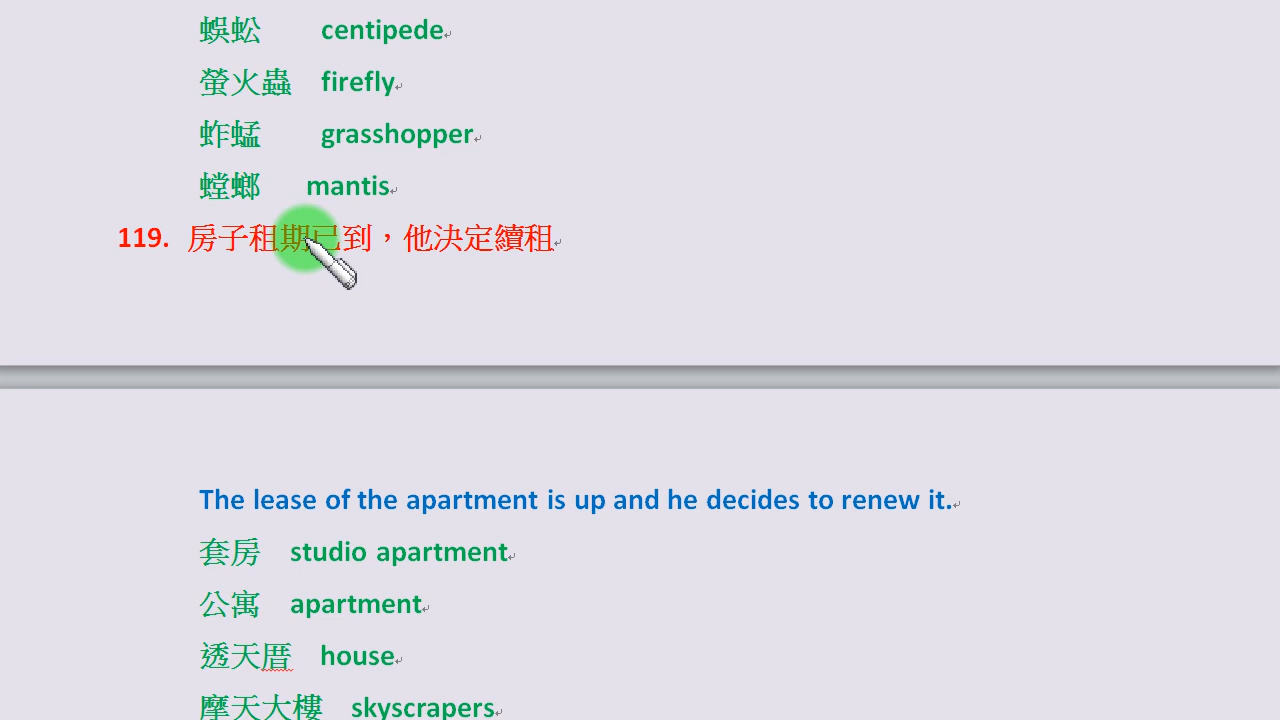 蜈蚣 centipede
螢火蟲 firefly
蚱蜢 grasshopper
螳螂 mantis
119. 房子租期已到，他決定續租
The lease of the apartment is up and he decides to renew it.
套房 studio apartment
公寓 apartment
透天厝 house
摩天大樓 skyscrapers